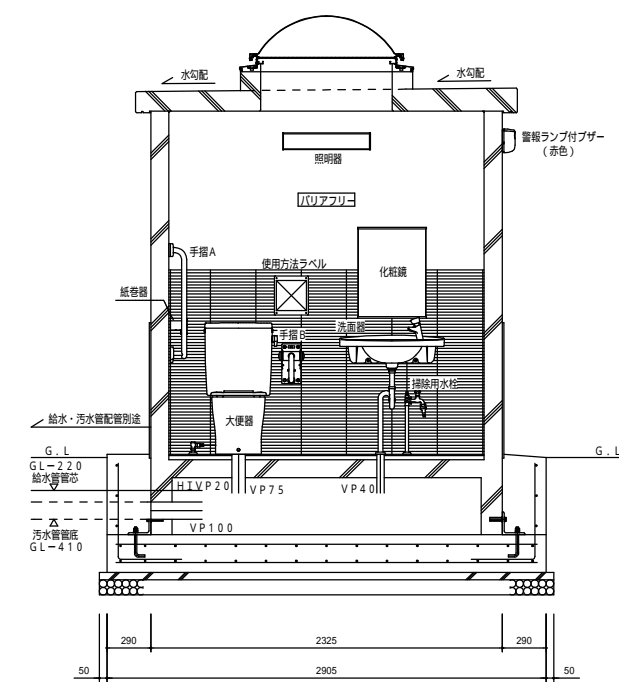 水勾配
水勾配
警報ランプ付ブザー
(赤色)
照明器
バリアフリー
手摺A
使用方法ラベル
化粧鏡
紙巻器
手摺B
洗面器
掃除用水栓
大便器
給水・汚水管配管別途
G.L
G.L
GL-220
給水管管芯
HIVP20
VP75
VP40
VP100
汚水管管底
GL-410
290
2325
290
50
2905
50